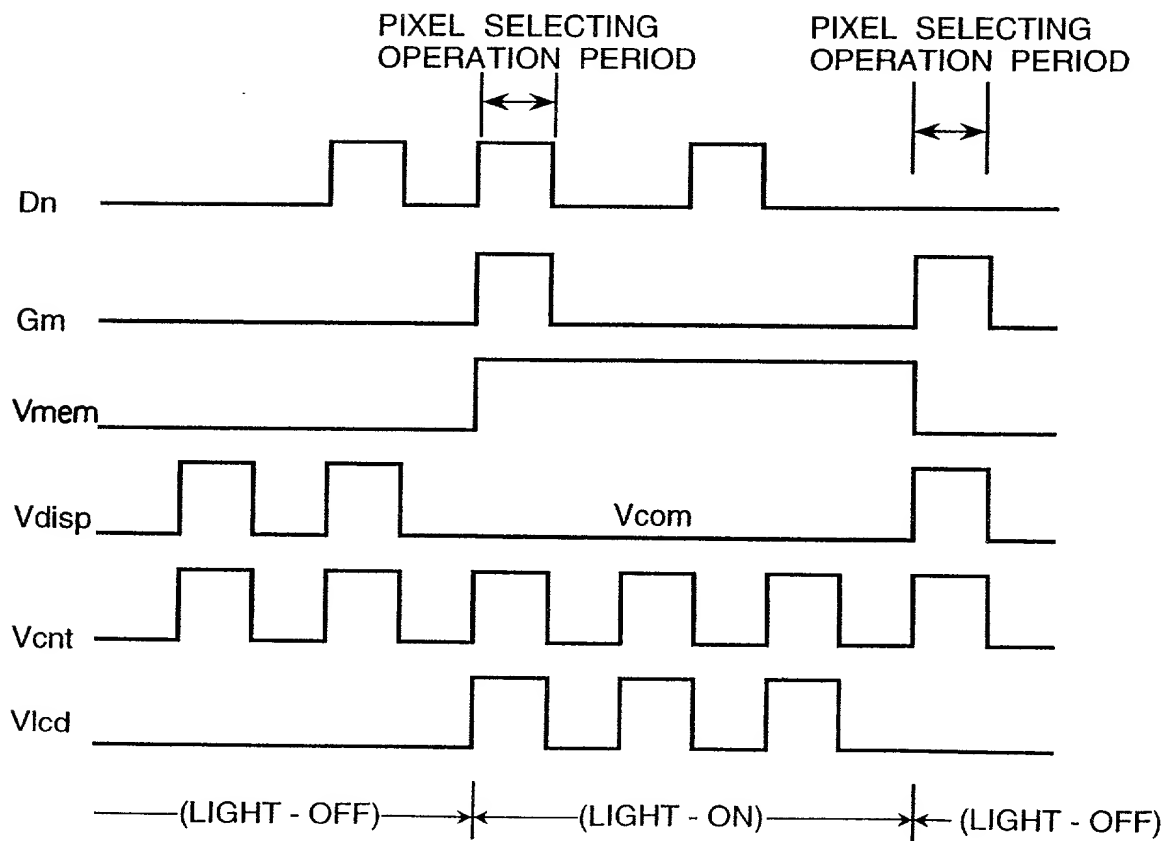 PIXEL SELECTING
OPERATION PERIOD
PIXEL SELECTING
OPERATION PERIOD
Dn
Gm
Vmem
Vdisp
Vcom
Vcnt
Vlcd
(LIGHT - OFF)
(LIGHT - ON)
(LIGHT - OFF)